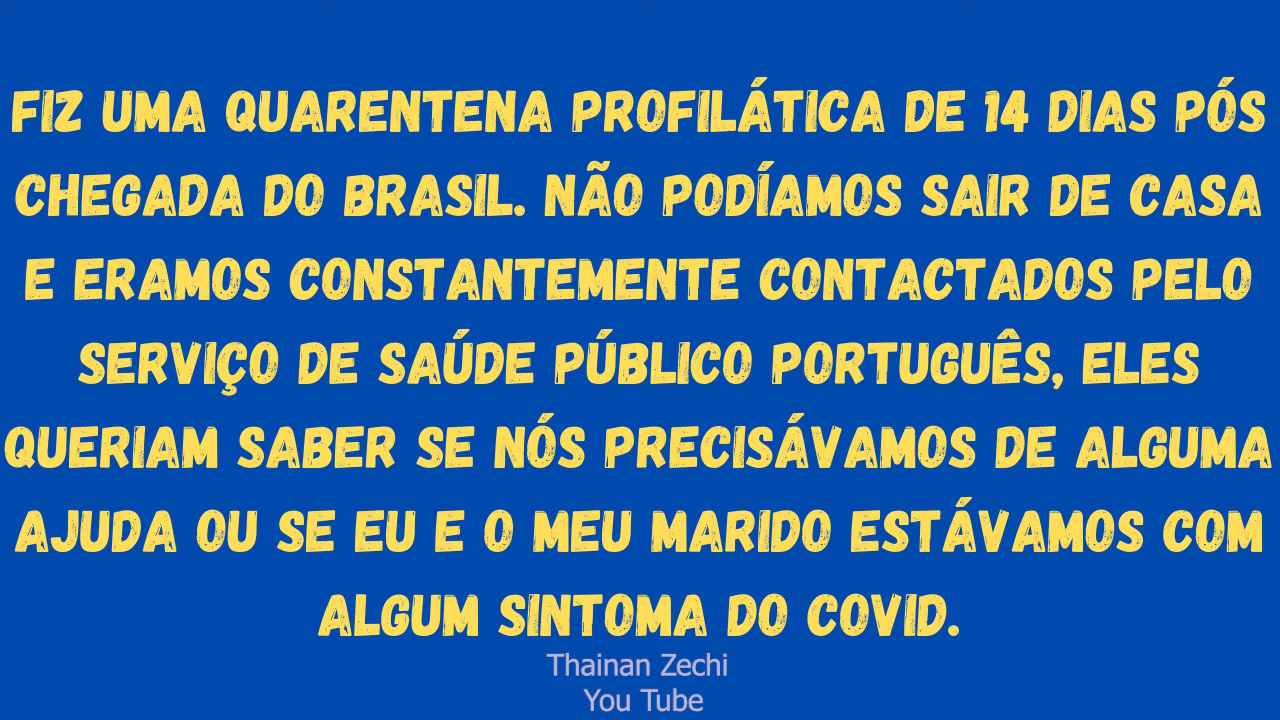 FIZ UMA QUARENTENA PROFILÁTICA DE 14 DIAS PÓS
CHEGADA DO BRASIL. NÃO PODÍAMOS SAIR DE CASA
E ERAMOS CONSTANTEMENTE CONTACTADOS PELO
SERVIÇO DE SAÚDE PÚBLICO PORTUGUÊS, ELES
QUERIAM SABER SE NÓS PRECISÁVAMOS DE ALGUMA
AJUDA OU SE EU E O MEU MARIDO ESTÁVAMOS COM
ALGUM SINTOMA DO COVID.
Thainan Zechi
You Tube